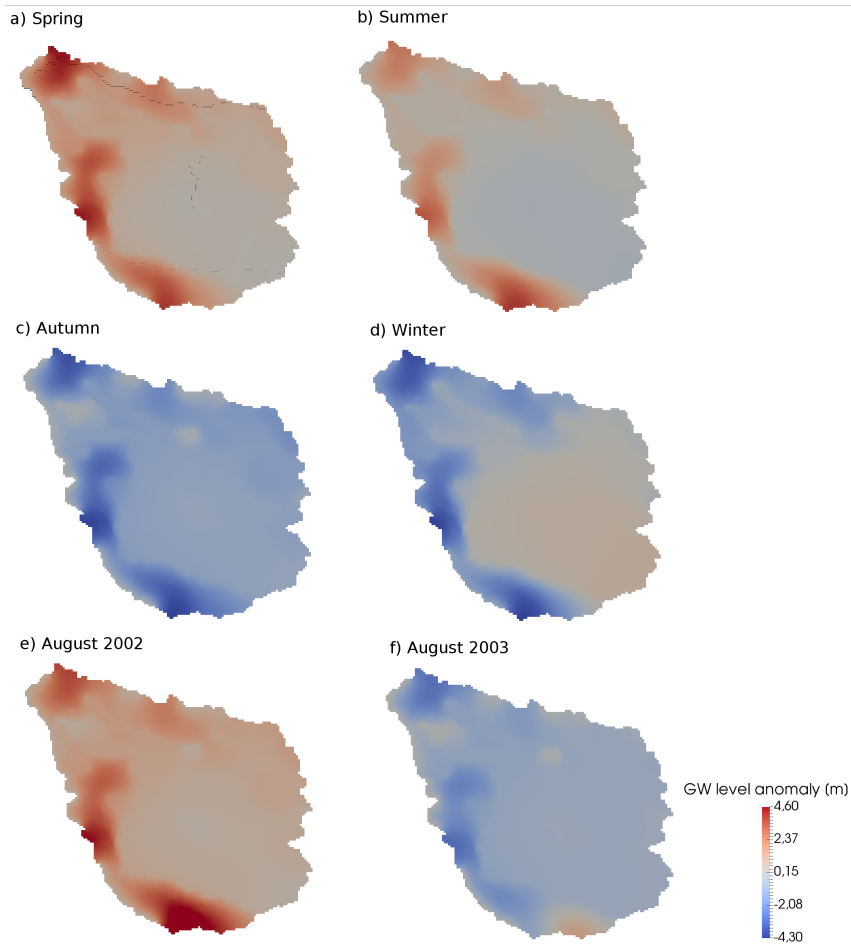 a) Spring
b) Summer
c) Autumn
d) Winter
e) August 2002
f) August 2003
GW level anomaly (m)
4,60
2,37
0,15
-2,08
-4,30